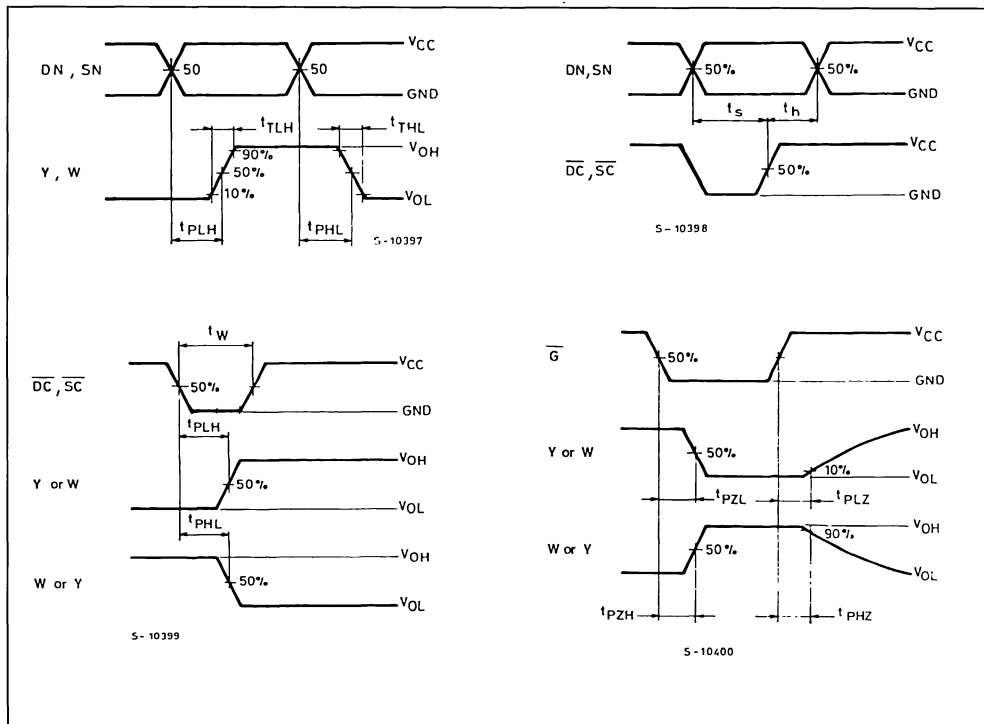 VCC
DN, SN
50
50
GND
tTLH
tTHL
VOH
90%
Y, W
50%
10%
VOL
tPLH
tPHL
S-10397
VCC
DN,SN
50%
50%
GND
ts
th
VCC
DC,SC
50%
GND
S-10398
tW
VCC
DC,SC
50%
GND
tPLH
VOH
Y or W
50%
VOL
tPHL
VOH
W or Y
50%
VOL
S-10399
VCC
G
50%
GND
VOH
Y or W
50%
10%
VOL
tPZL
tPLZ
VOH
90%
W or Y
50%
VOL
tPZH
tPHZ
S-10400